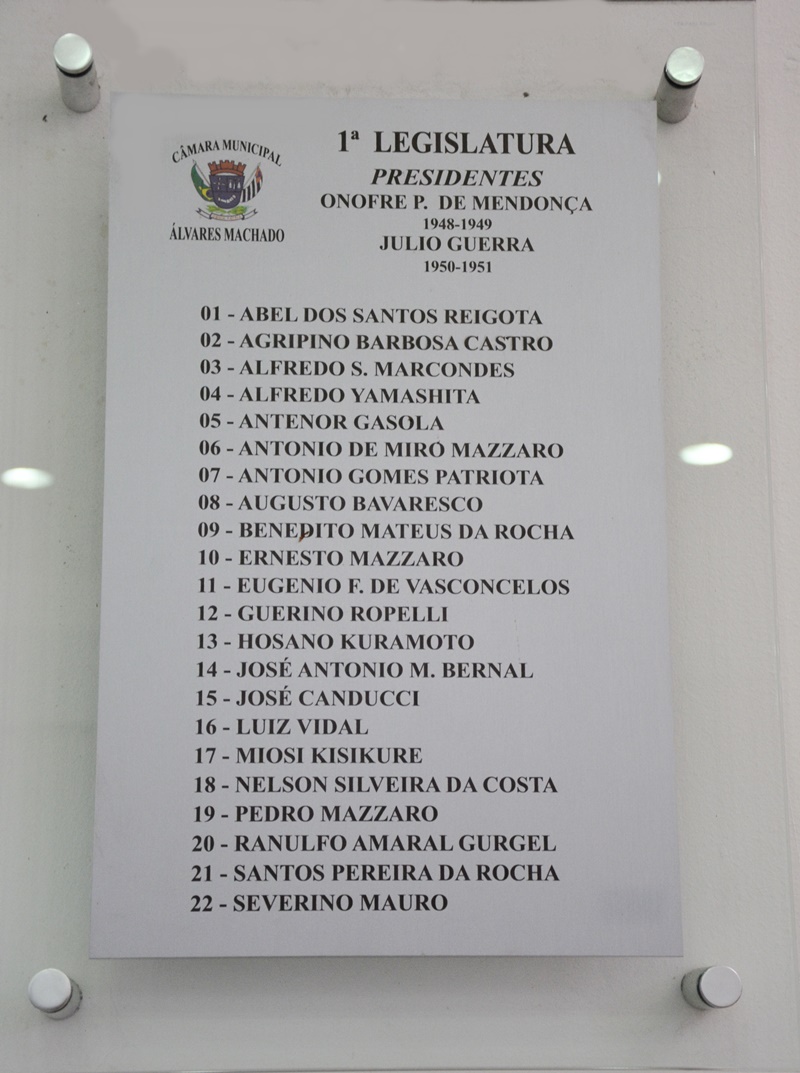 CÂMARA MUNICIPAL
ÁLVARES MACHADO
1ª LEGISLATURA
PRESIDENTES
ONOFRE P. DE MENDONÇA
1948-1949
JULIO GUERRA
1950-1951
01 - ABEL DOS SANTOS REIGOTA
02 - AGRIPINO BARBOSA CASTRO
03 - ALFREDO S. MARCONDES
04 - ALFREDO YAMASHITA
05 - ANTENOR GASOLA
06 - ANTONIO DE MIRO MAZZARO
07 - ANTONIO GOMES PATRIOTA
08 - AUGUSTO BAVARESCO
09 - BENEDITO MATEUS DA ROCHA
10 - ERNESTO MAZZARO
11 - EUGENIO F. DE VASCONCELOS
12 - GUERINO ROPELLI
13 - HOSANO KURAMOTO
14 - JOSÉ ANTONIO M. BERNAL
15 - JOSÉ CANDUCCI
16 - LUIZ VIDAL
17 - MIOSI KISIKURE
18 - NELSON SILVEIRA DA COSTA
19 - PEDRO MAZZARO
20 - RANULFO AMARAL GURGEL
21 - SANTOS PEREIRA DA ROCHA
22 - SEVERINO MAURO